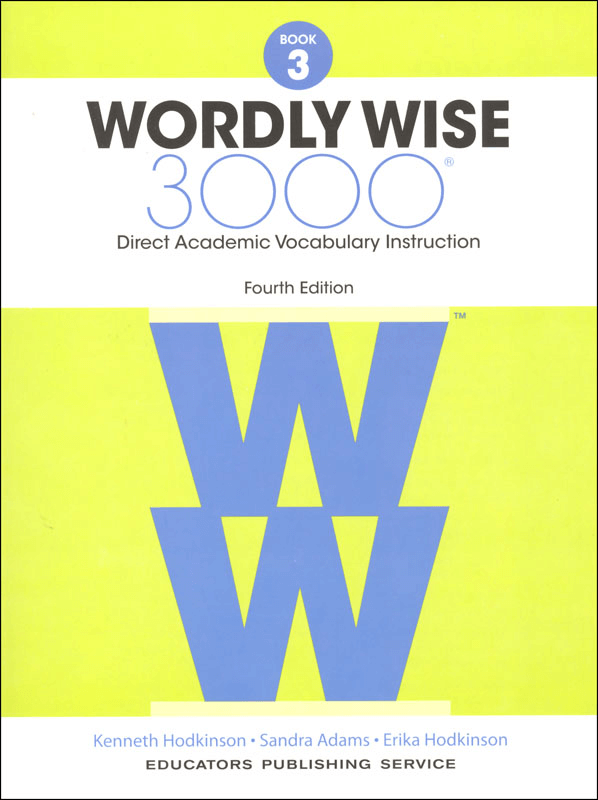 BOOK
3
WORDLY WISE
3000®
Direct Academic Vocabulary Instruction
Fourth Edition
W™
W
Kenneth Hodkinson • Sandra Adams • Erika Hodkinson
EDUCATORS PUBLISHING SERVICE